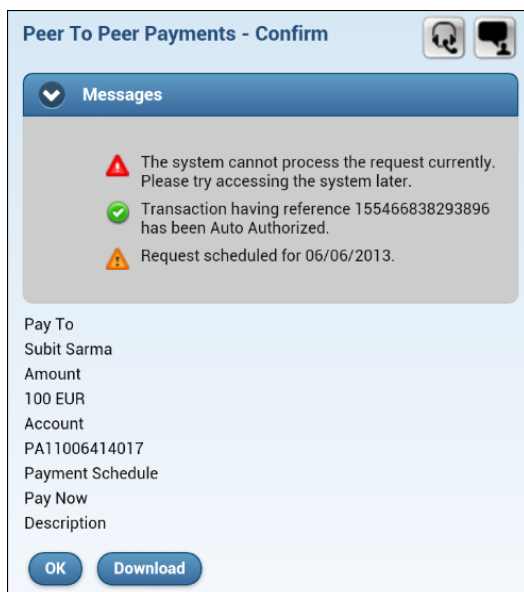 Peer To Peer Payments - Confirm
Messages
The system cannot process the request currently.
Please try accessing the system later.
Transaction having reference 155466838293896
has been Auto Authorized.
Request scheduled for 06/06/2013.
Pay To
Subit Sarma
Amount
100 EUR
Account
PA11006414017
Payment Schedule
Pay Now
Description
OK Download